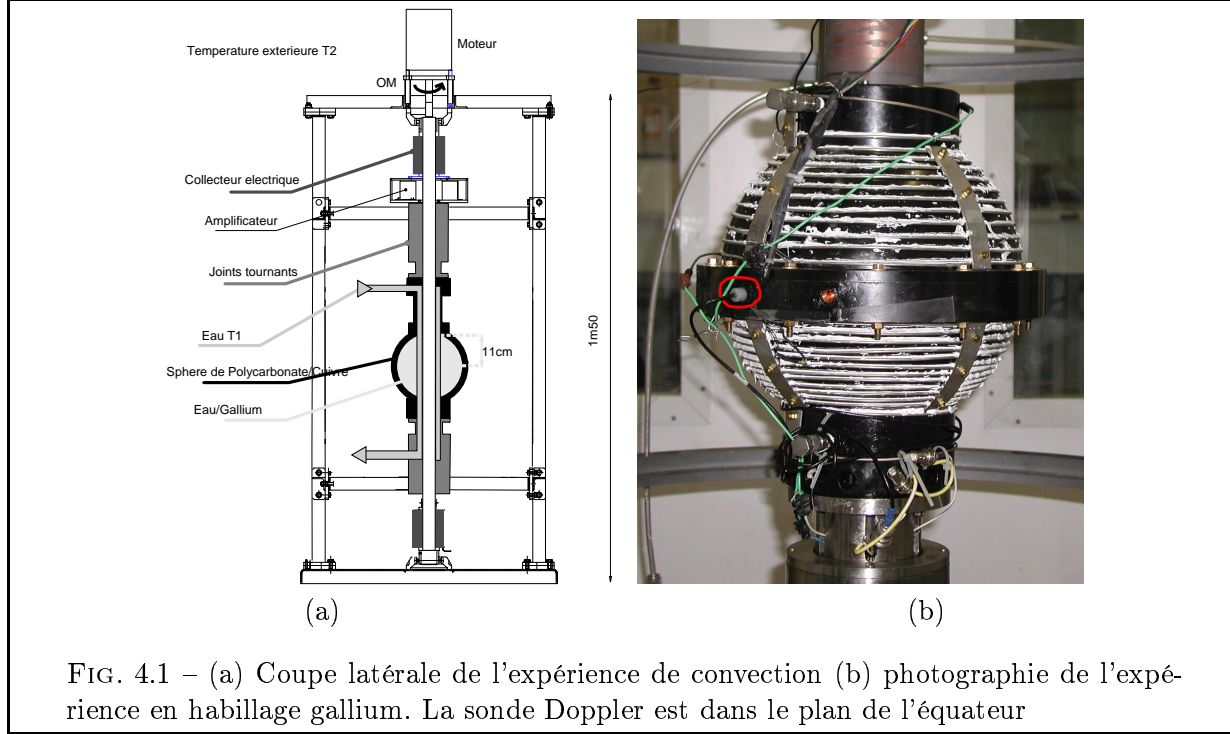 Temperature exterieure T2
Moteur
OM
Collecteur electrique
Amplificateur
Joints tournants
Eau T1
11cm
Sphere de Polycarbonate/Cuivre
Eau/Gallium
1m50
(a)
(b)
FIG. 4.1 – (a) Coupe latérale de l'expérience de convection (b) photographie de l'expé-
rience en habillage gallium. La sonde Doppler est dans le plan de l'équateur